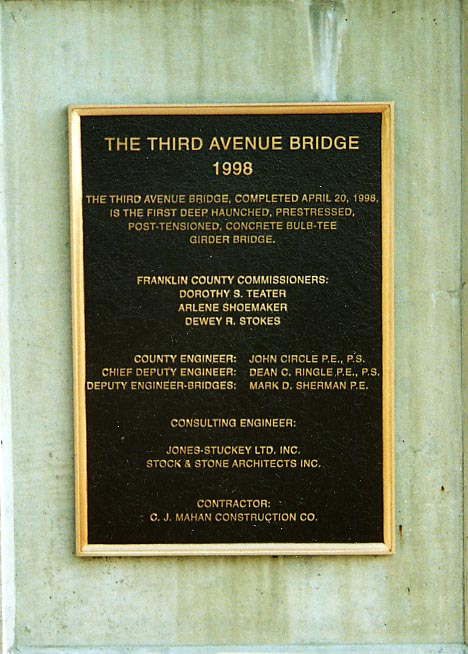 THE THIRD AVENUE BRIDGE
1998
THE THIRD AVENUE BRIDGE, COMPLETED APRIL 20, 1998,
IS THE FIRST DEEP HAUNCHED, PRESTRESSED,
POST-TENSIONED, CONCRETE BULB-TEE
GIRDER BRIDGE.
FRANKLIN COUNTY COMMISSIONERS:
DOROTHY S. TEATER
ARLENE SHOEMAKER
DEWEY R. STOKES
COUNTY ENGINEER: JOHN CIRCLE P.E., P.S.
CHIEF DEPUTY ENGINEER: DEAN C. RINGLE P.E., P.S.
DEPUTY ENGINEER-BRIDGES: MARK D. SHERMAN P.E.
CONSULTING ENGINEER:
JONES-STUCKEY LTD. INC.
STOCK & STONE ARCHITECTS INC.
CONTRACTOR:
C. J. MAHAN CONSTRUCTION CO.